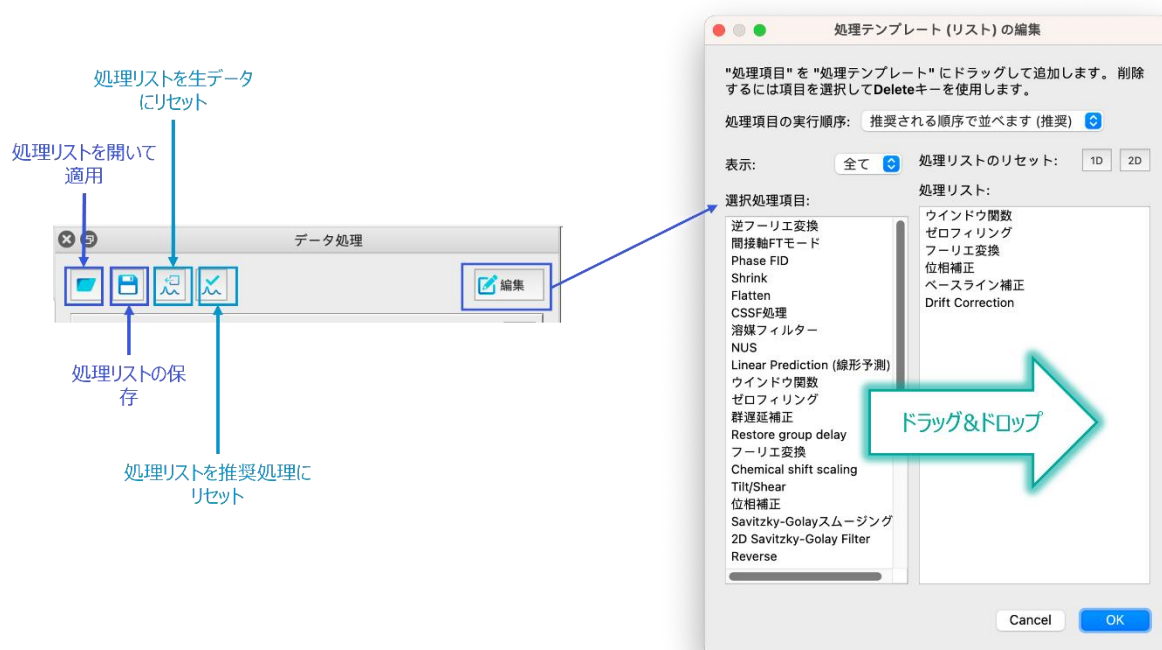 処理リストを生データ
にリセット
処理リストを開いて
適用
データ処理
編集
処理リストの保
存
処理リストを推奨処理に
リセット
処理テンプレート (リスト) の編集
"処理項目" を "処理テンプレート" にドラッグして追加します。 削除
するには項目を選択してDeleteキーを使用します。
処理項目の実行順序: 推奨される順序で並べます (推奨)
表示: 全て 処理リストのリセット: 1D 2D
選択処理項目:
逆フーリエ変換
間接軸FTモード
Phase FID
Shrink
Flatten
CSSF処理
溶媒フィルター
NUS
Linear Prediction (線形予測)
ウインドウ関数
ゼロフィリング
群遅延補正
Restore group delay
フーリエ変換
Chemical shift scaling
Tilt/Shear
位相補正
Savitzky-Golayスムージング
2D Savitzky-Golay Filter
Reverse
処理リスト:
ウインドウ関数
ゼロフィリング
フーリエ変換
位相補正
ベースライン補正
Drift Correction
ドラッグ&ドロップ
Cancel OK